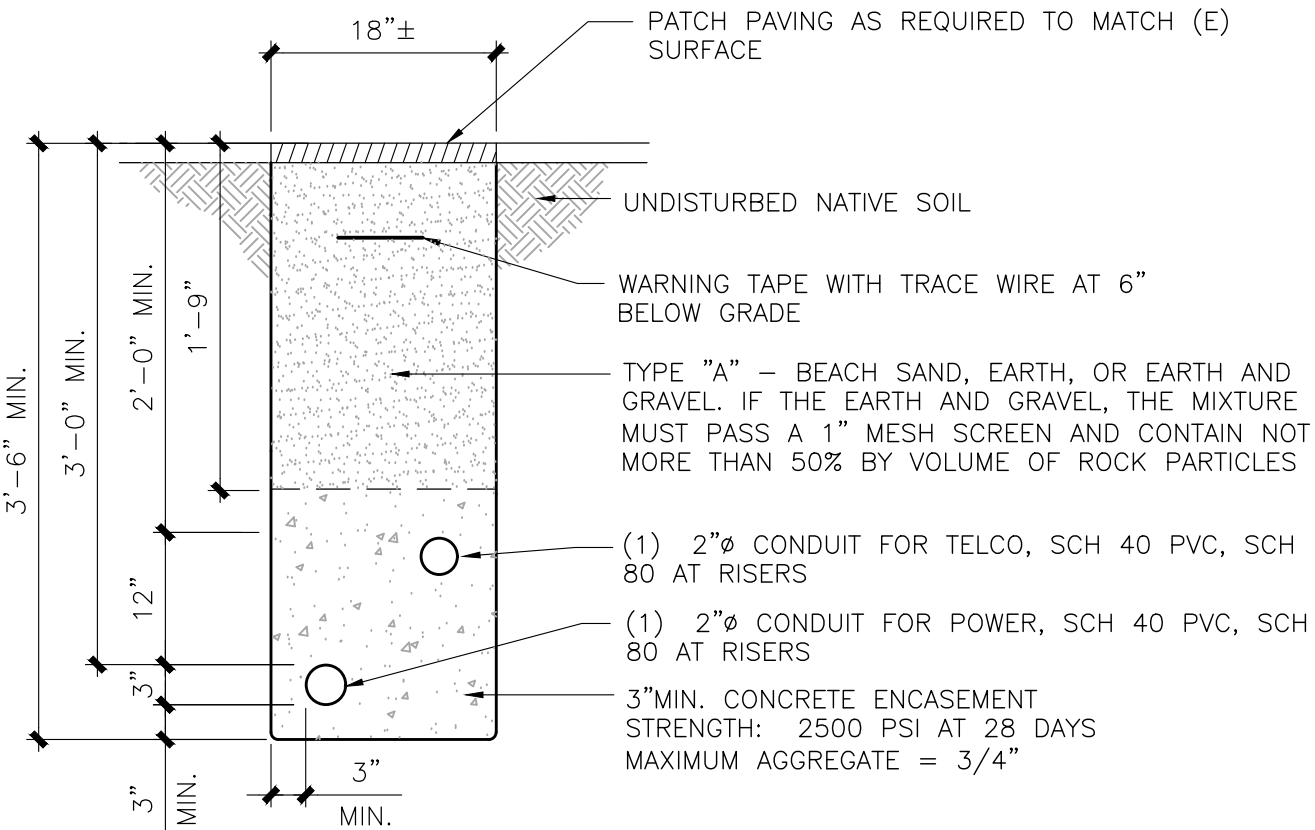 18"±
PATCH PAVING AS REQUIRED TO MATCH (E)
SURFACE
UNDISTURBED NATIVE SOIL
WARNING TAPE WITH TRACE WIRE AT 6"
BELOW GRADE
TYPE "A" – BEACH SAND, EARTH, OR EARTH AND
GRAVEL. IF THE EARTH AND GRAVEL, THE MIXTURE
MUST PASS A 1" MESH SCREEN AND CONTAIN NOT
MORE THAN 50% BY VOLUME OF ROCK PARTICLES
(1) 2"ø CONDUIT FOR TELCO, SCH 40 PVC, SCH
80 AT RISERS
(1) 2"ø CONDUIT FOR POWER, SCH 40 PVC, SCH
80 AT RISERS
3"MIN. CONCRETE ENCASEMENT
STRENGTH: 2500 PSI AT 28 DAYS
MAXIMUM AGGREGATE = 3/4"
3'–6" MIN.
3'–0" MIN.
2'–0" MIN.
1'–9"
12"
3"
3"
MIN.
3"
MIN.